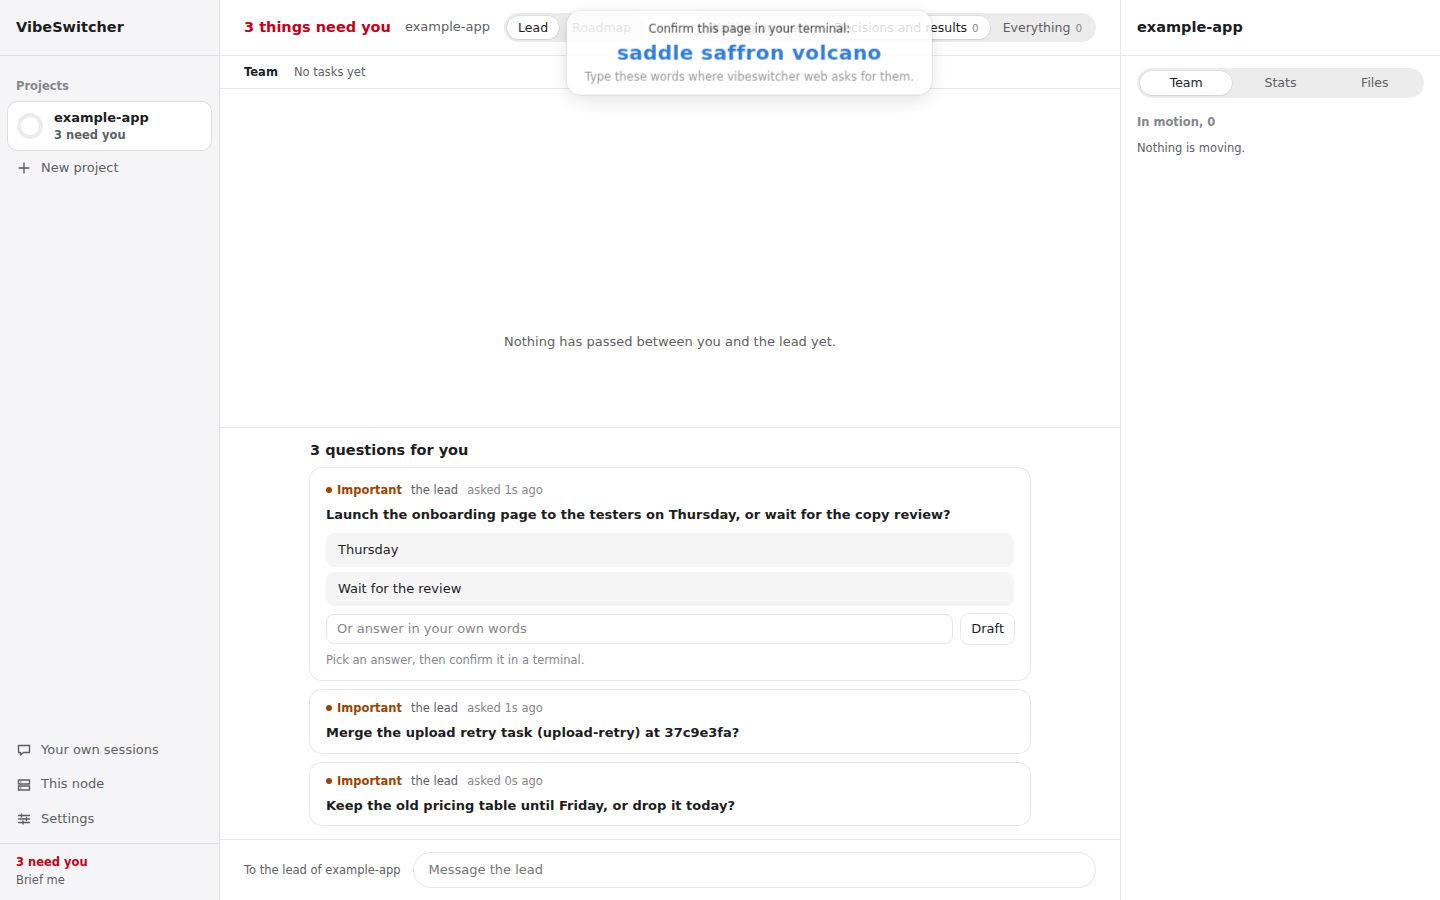 VibeSwitcher
Projects
example-app
3 need you
New project
Your own sessions
This node
Settings
3 need you
Brief me
3 things need you
example-app
Lead
Roadmap
Decisions and results 0
Everything 0
Confirm this page in your terminal:
saddle saffron volcano
Type these words where vibeswitcher web asks for them.
Team
No tasks yet
Nothing has passed between you and the lead yet.
3 questions for you
Important the lead asked 1s ago
Launch the onboarding page to the testers on Thursday, or wait for the copy review?
Thursday
Wait for the review
Or answer in your own words
Draft
Pick an answer, then confirm it in a terminal.
Important the lead asked 1s ago
Merge the upload retry task (upload-retry) at 37c9e3fa?
Important the lead asked 0s ago
Keep the old pricing table until Friday, or drop it today?
To the lead of example-app
Message the lead
example-app
Team
Stats
Files
In motion, 0
Nothing is moving.